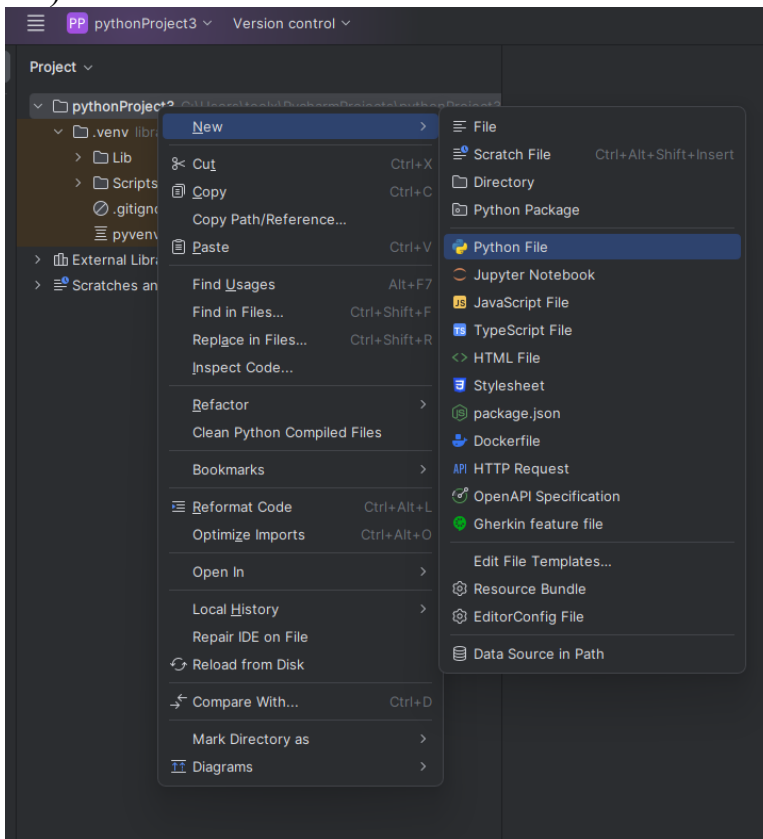 )
PP pythonProject3 Version control
Project
pythonProject3
.venv
Lib
Scripts
External
Scratches
New
Cut Ctrl+X
Copy Ctrl+C
Copy Path/Reference...
Paste Ctrl+V
Find Usages Alt+F7
Find in Files... Ctrl+Shift+F
Replace in Files... Ctrl+Shift+R
Inspect Code...
Refactor
Clean Python Compiled Files
Bookmarks
Reformat Code Ctrl+Alt+L
Optimize Imports Ctrl+Alt+O
Open In
Local History
Repair IDE on File
Reload from Disk
Compare With... Ctrl+D
Mark Directory as
Diagrams
File
Scratch File Ctrl+Alt+Shift+Insert
Directory
Python Package
Python File
Jupyter Notebook
JS JavaScript File
TS TypeScript File
HTML File
Stylesheet
package.json
Dockerfile
API HTTP Request
OpenAPI Specification
Gherkin feature file
Edit File Templates...
Resource Bundle
EditorConfig File
Data Source in Path